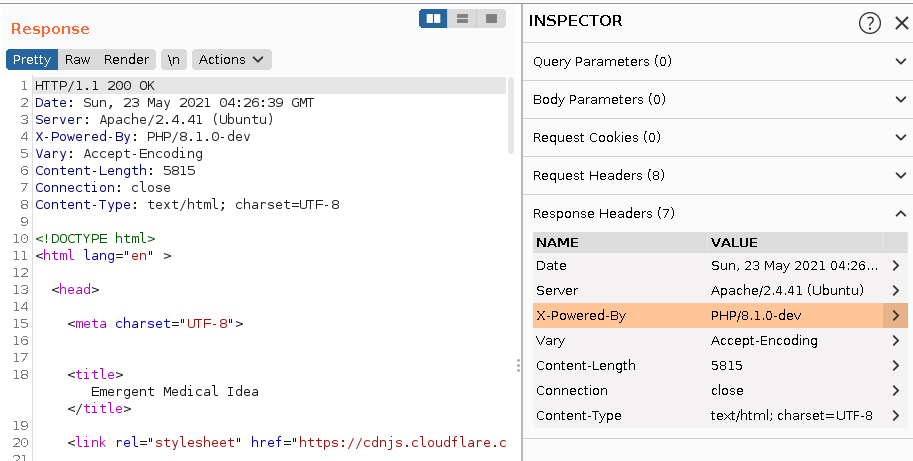 Response
Pretty Raw Render \n Actions
1 HTTP/1.1 200 OK
2 Date: Sun, 23 May 2021 04:26:39 GMT
3 Server: Apache/2.4.41 (Ubuntu)
4 X-Powered-By: PHP/8.1.0-dev
5 Vary: Accept-Encoding
6 Content-Length: 5815
7 Connection: close
8 Content-Type: text/html; charset=UTF-8
9
10 <!DOCTYPE html>
11 <html lang="en" >
12
13 <head>
14
15 <meta charset="UTF-8">
16
17
18 <title>
Emergent Medical Idea
</title>
19
20 <link rel="stylesheet" href="https://cdnjs.cloudflare.c
21
INSPECTOR
?
Query Parameters (0)
Body Parameters (0)
Request Cookies (0)
Request Headers (8)
Response Headers (7)
NAME VALUE
Date Sun, 23 May 2021 04:26...
Server Apache/2.4.41 (Ubuntu)
X-Powered-By PHP/8.1.0-dev
Vary Accept-Encoding
Content-Length 5815
Connection close
Content-Type text/html; charset=UTF-8